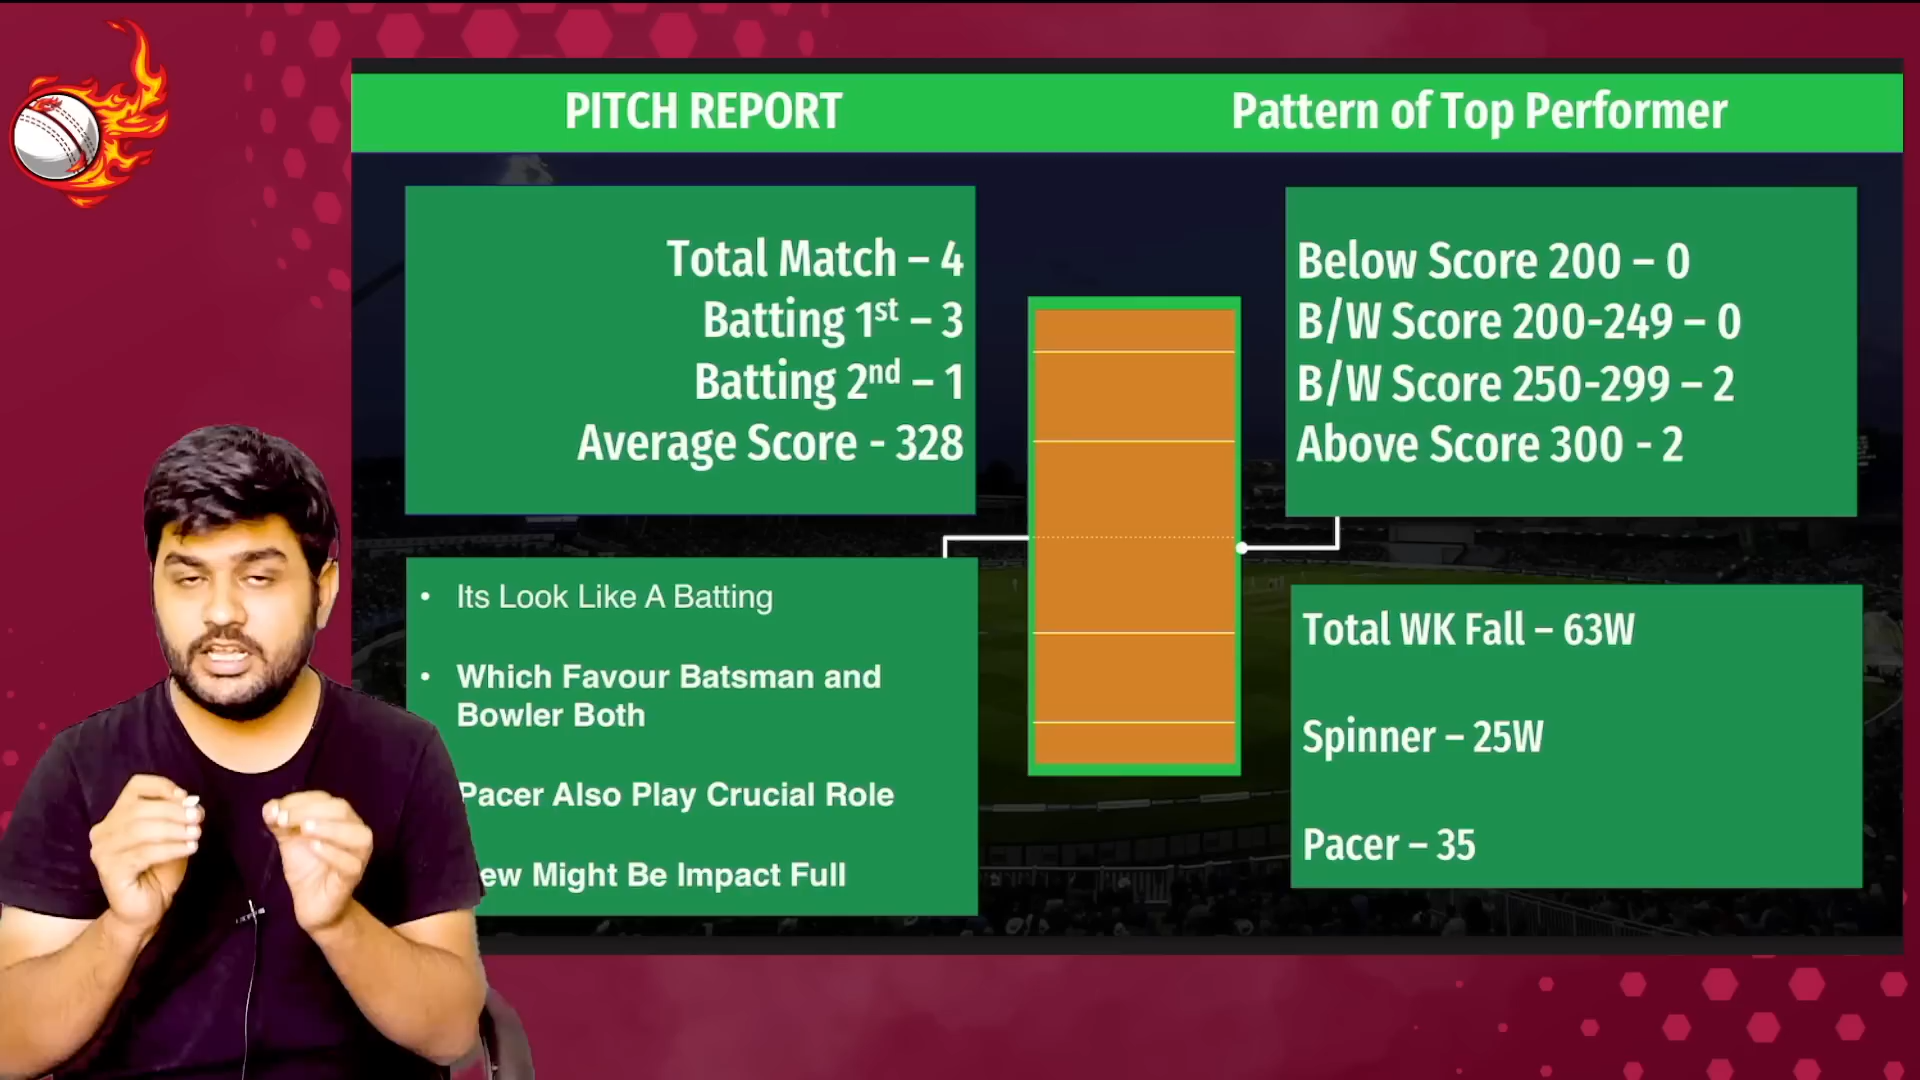 PITCH REPORT
Pattern of Top Performer
Total Match – 4
Batting 1st – 3
Batting 2nd – 1
Average Score - 328
Below Score 200 – 0
B/W Score 200-249 – 0
B/W Score 250-299 – 2
Above Score 300 - 2
• Its Look Like A Batting
• Which Favour Batsman and
Bowler Both
Pacer Also Play Crucial Role
Might Be Impact Full
Total WK Fall – 63W
Spinner – 25W
Pacer – 35